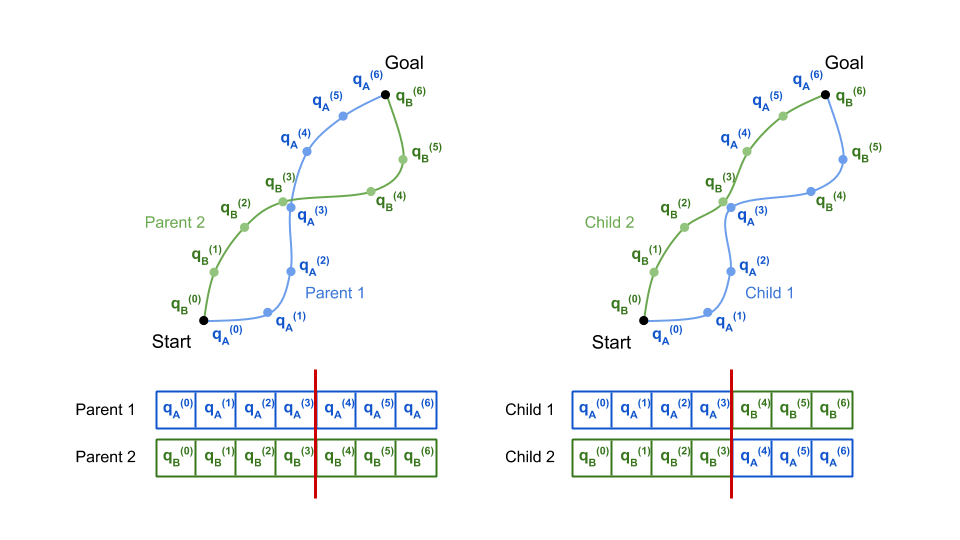 Goal
q_A^(6)
q_B^(6)
q_A^(5)
q_A^(4)
q_B^(5)
q_B^(3)
q_B^(4)
q_B^(2)
q_A^(3)
Parent 2
q_B^(1)
q_A^(2)
Parent 1
q_B^(0)
q_A^(1)
q_A^(0)
Start
Goal
q_A^(6)
q_B^(6)
q_A^(5)
q_A^(4)
q_B^(5)
q_B^(3)
q_B^(4)
q_B^(2)
q_A^(3)
Child 2
q_B^(1)
q_A^(2)
Child 1
q_B^(0)
q_A^(1)
q_A^(0)
Start
Parent 1 q_A^(0) q_A^(1) q_A^(2) q_A^(3) q_A^(4) q_A^(5) q_A^(6)
Parent 2 q_B^(0) q_B^(1) q_B^(2) q_B^(3) q_B^(4) q_B^(5) q_B^(6)
Child 1 q_A^(0) q_A^(1) q_A^(2) q_A^(3) q_B^(4) q_B^(5) q_B^(6)
Child 2 q_B^(0) q_B^(1) q_B^(2) q_B^(3) q_A^(4) q_A^(5) q_A^(6)